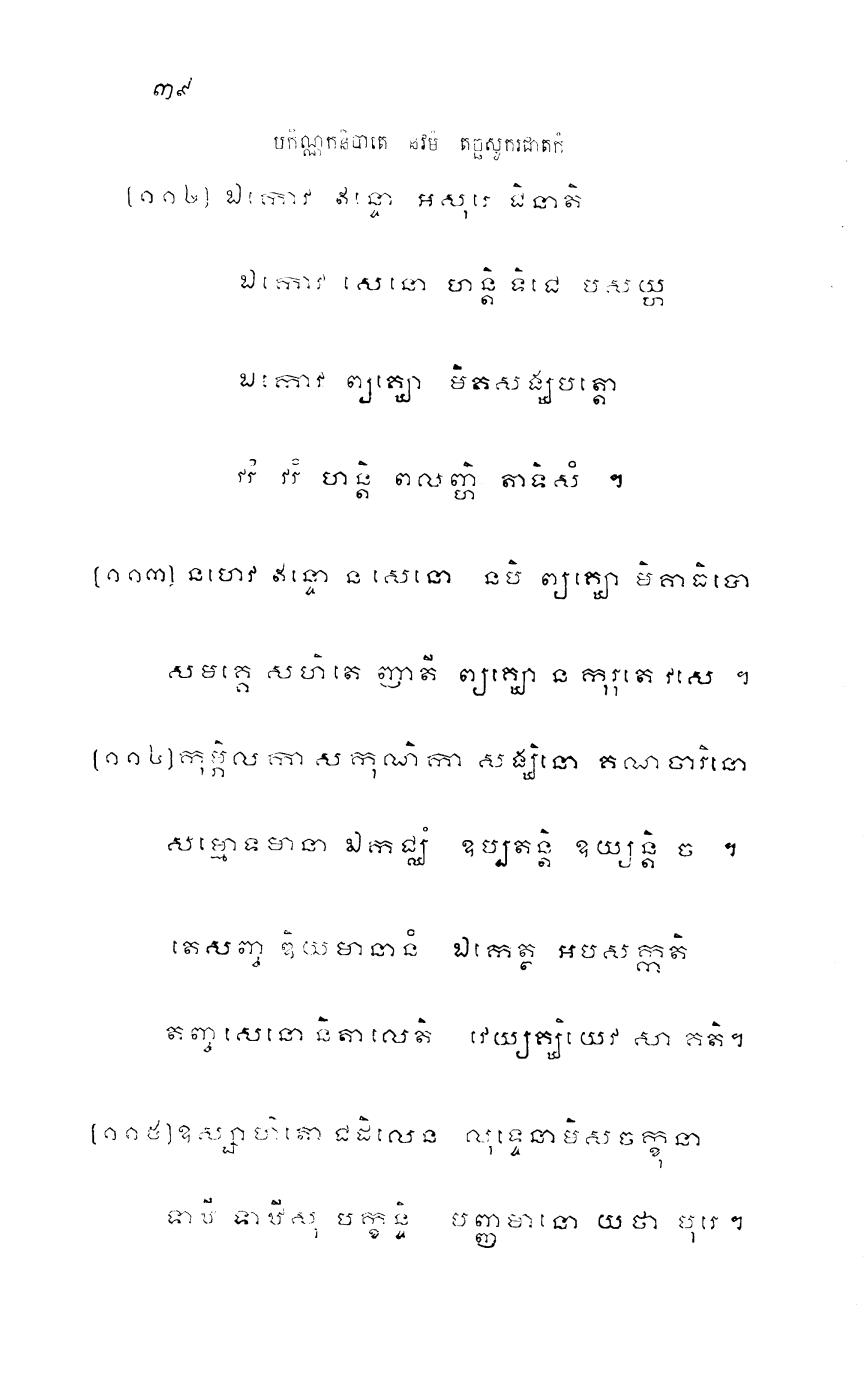 ៣៩
បកិណ្ណកនិបាតេ នវមំ តច្ឆសូករជាតកំ
(១១២) ឯកោវ ឥន្ទោ អសុរេ ជិនាតិ
ឯកោវ សេនោ ហន្តិ ទិជេ បសយ្ហ
ឯកោវ ព្យគ្ឃោ មិគសង្ឃបត្តោ
វរំ វរំ ហន្តិ ពលញ្ហិ តាទិសំ ។
(១១៣) នហេវ ឥន្ទោ ន សេនោ នបិ ព្យគ្ឃោ មិគាធិបោ
សមគ្គេ សហិតេ ញាតី ព្យគ្ឃោ ន កុរុតេ វសេ ។
(១១៤) កុម្ភិលកា សកុណិកា សង្ឃិនោ គណចារិនោ
សម្មោទមានា ឯកជ្ឈំ ឧប្បតន្តិ ឧយ្យន្តិ ច ។
តេសញ្ច ឌិយមានានំ ឯកេត្ថ អបសក្កតិ
តញ្ច សេនោ និតាលេតិ វេយ្យគ្ឃិយេវ សា គតិ។
(១១៥) ឧស្សាហិតោ ជដិលេន លុទ្ទេនាមិសចក្ខុនា
ទាឋី ទាឋីសុ បក្ខន្ទិ មញ្ញមានោ យថា បុរេ។